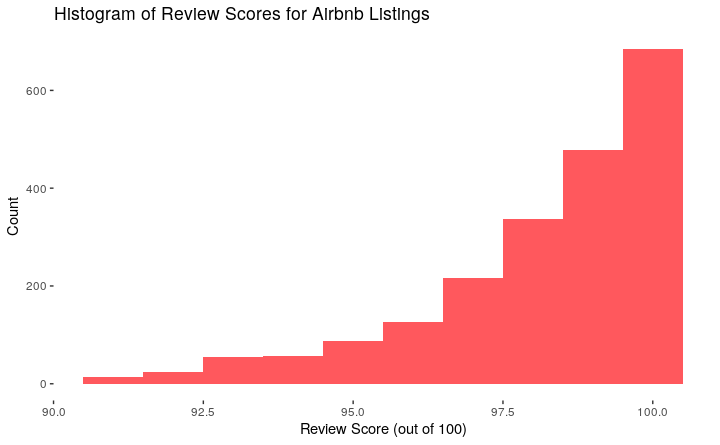 Histogram of Review Scores for Airbnb Listings
600
400
200
0
Count
90.0 92.5 95.0 97.5 100.0
Review Score (out of 100)